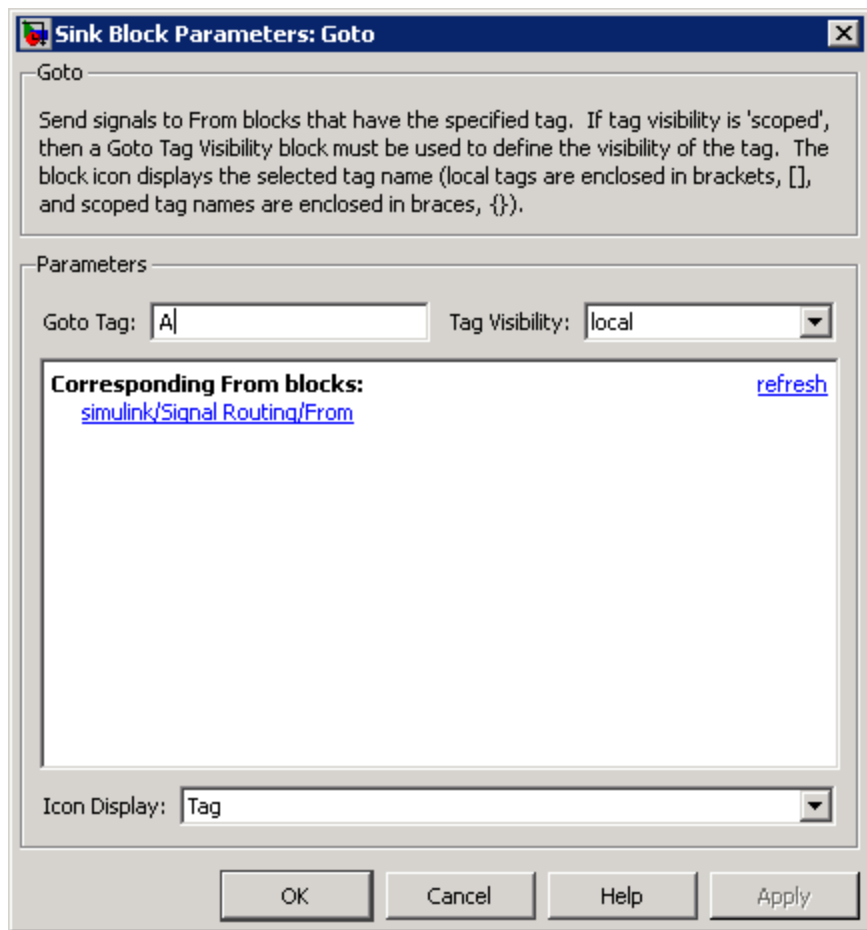 Sink Block Parameters: Goto
Goto
Send signals to From blocks that have the specified tag.  If tag visibility is 'scoped',
then a Goto Tag Visibility block must be used to define the visibility of the tag.  The
block icon displays the selected tag name (local tags are enclosed in brackets, [],
and scoped tag names are enclosed in braces, {}).
Parameters
Goto Tag: A Tag Visibility: local
Corresponding From blocks: refresh
simulink/Signal Routing/From
Icon Display: Tag
OK Cancel Help Apply